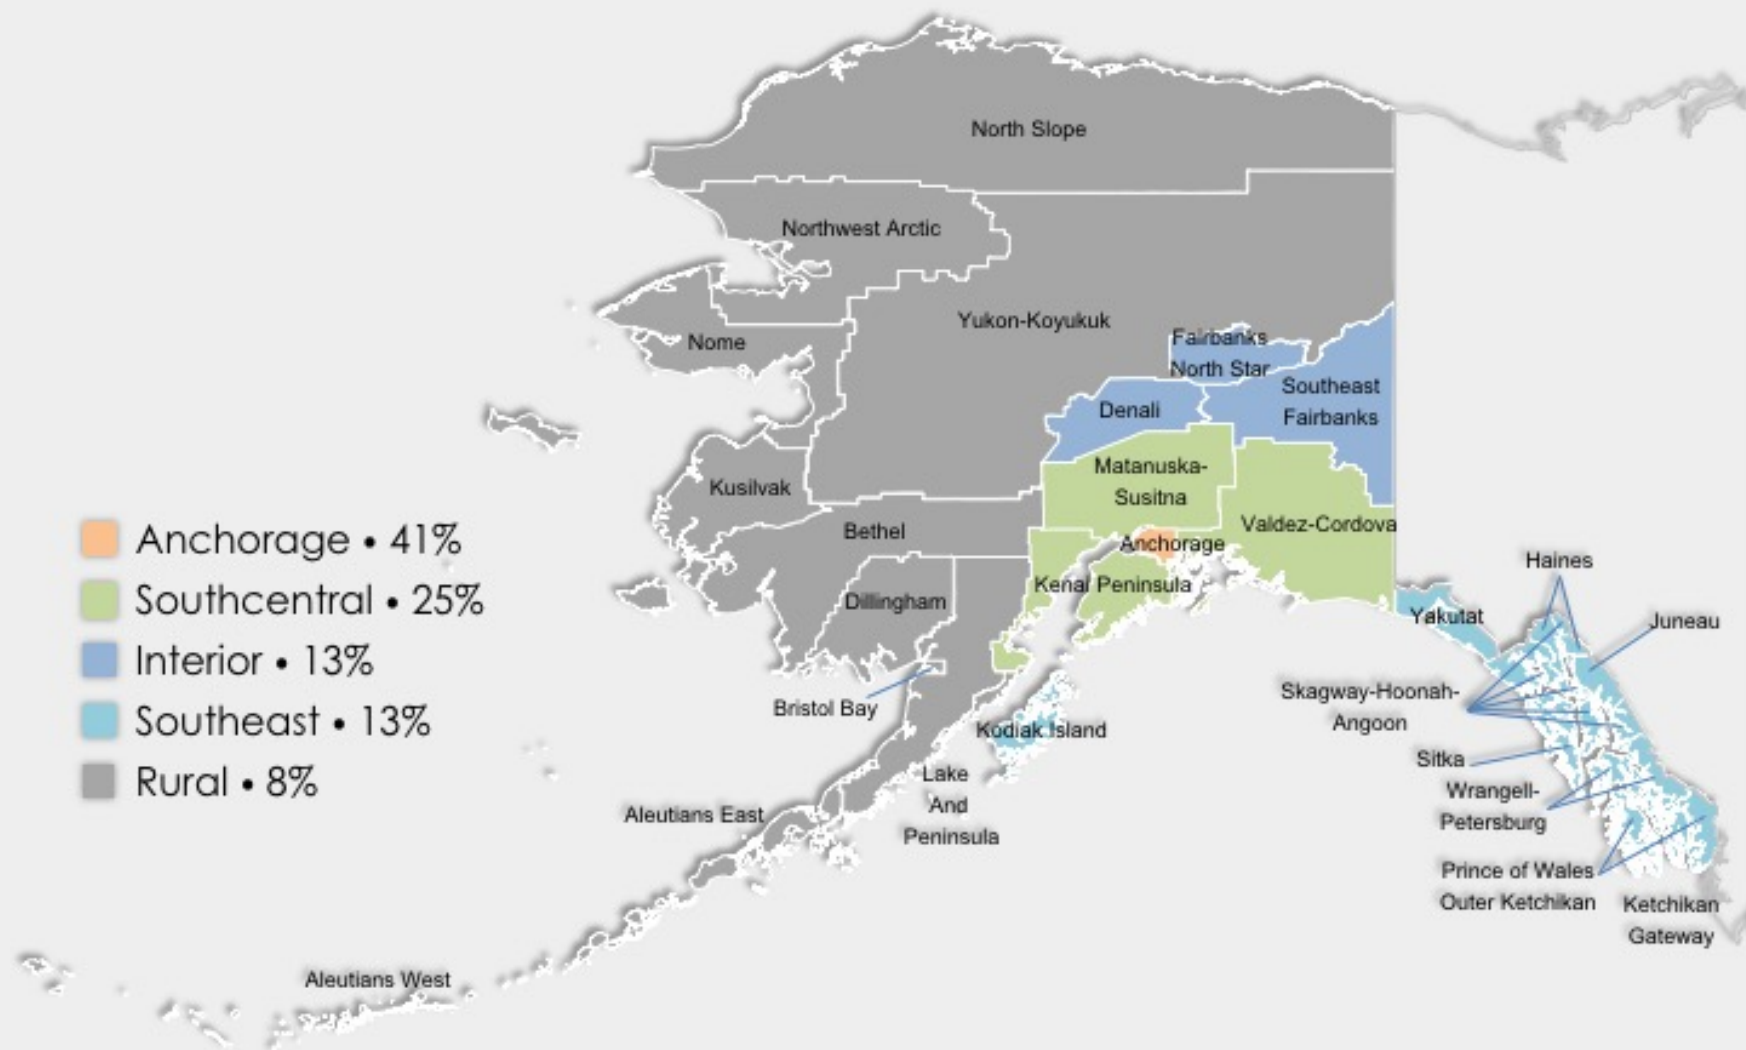 North Slope
Northwest Arctic
Yukon-Koyukuk
Nome
Fairbanks
North Star
Southeast
Fairbanks
Denali
Matanuska-
Susitna
Kusilvak
Bethel
Valdez-Cordova
Anchorage
Kenai Peninsula
Dillingham
Bristol Bay
Kodiak Island
Lake
And
Peninsula
Aleutians East
Aleutians West
Anchorage • 41%
Southcentral • 25%
Interior • 13%
Southeast • 13%
Rural • 8%
Haines
Yakutat
Juneau
Skagway-Hoonah-
Angoon
Sitka
Wrangell-
Petersburg
Prince of Wales
Outer Ketchikan
Ketchikan
Gateway